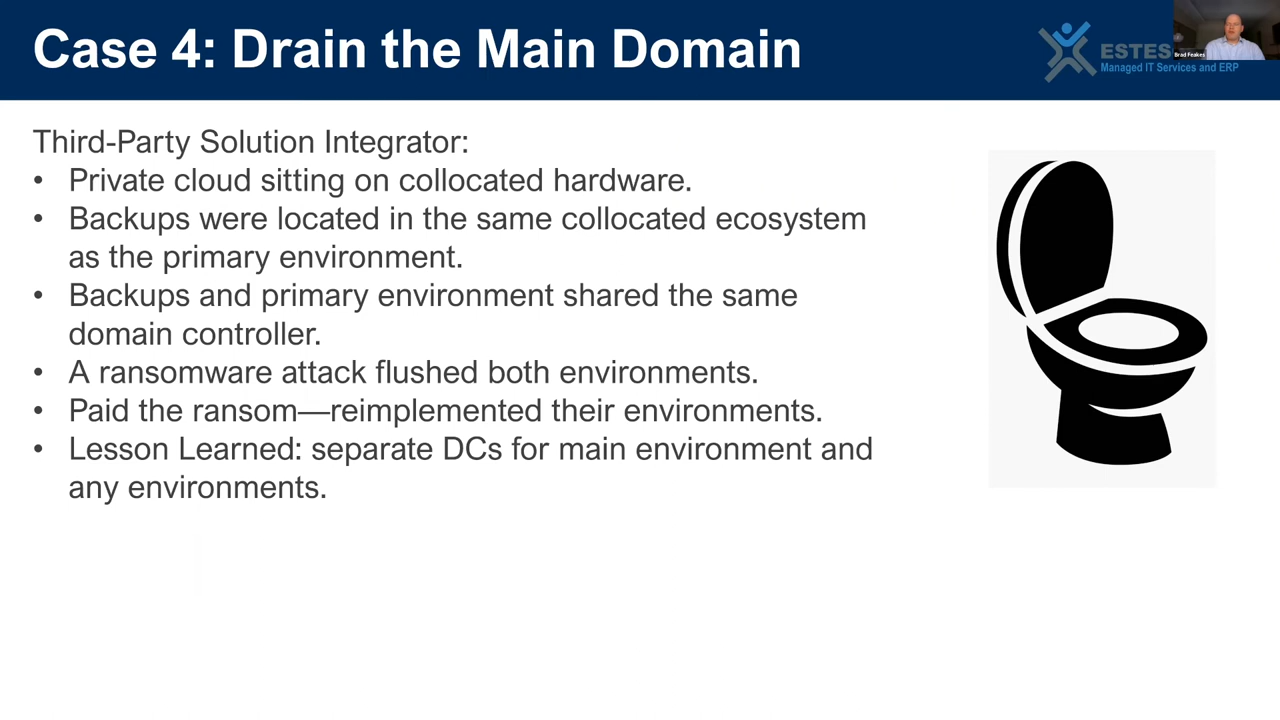 Case 4: Drain the Main Domain
ESTES
Managed IT Services and ERP
Brad Feakes
Third-Party Solution Integrator:
• Private cloud sitting on collocated hardware.
• Backups were located in the same collocated ecosystem
as the primary environment.
• Backups and primary environment shared the same
domain controller.
• A ransomware attack flushed both environments.
• Paid the ransom—reimplemented their environments.
• Lesson Learned: separate DCs for main environment and
any environments.